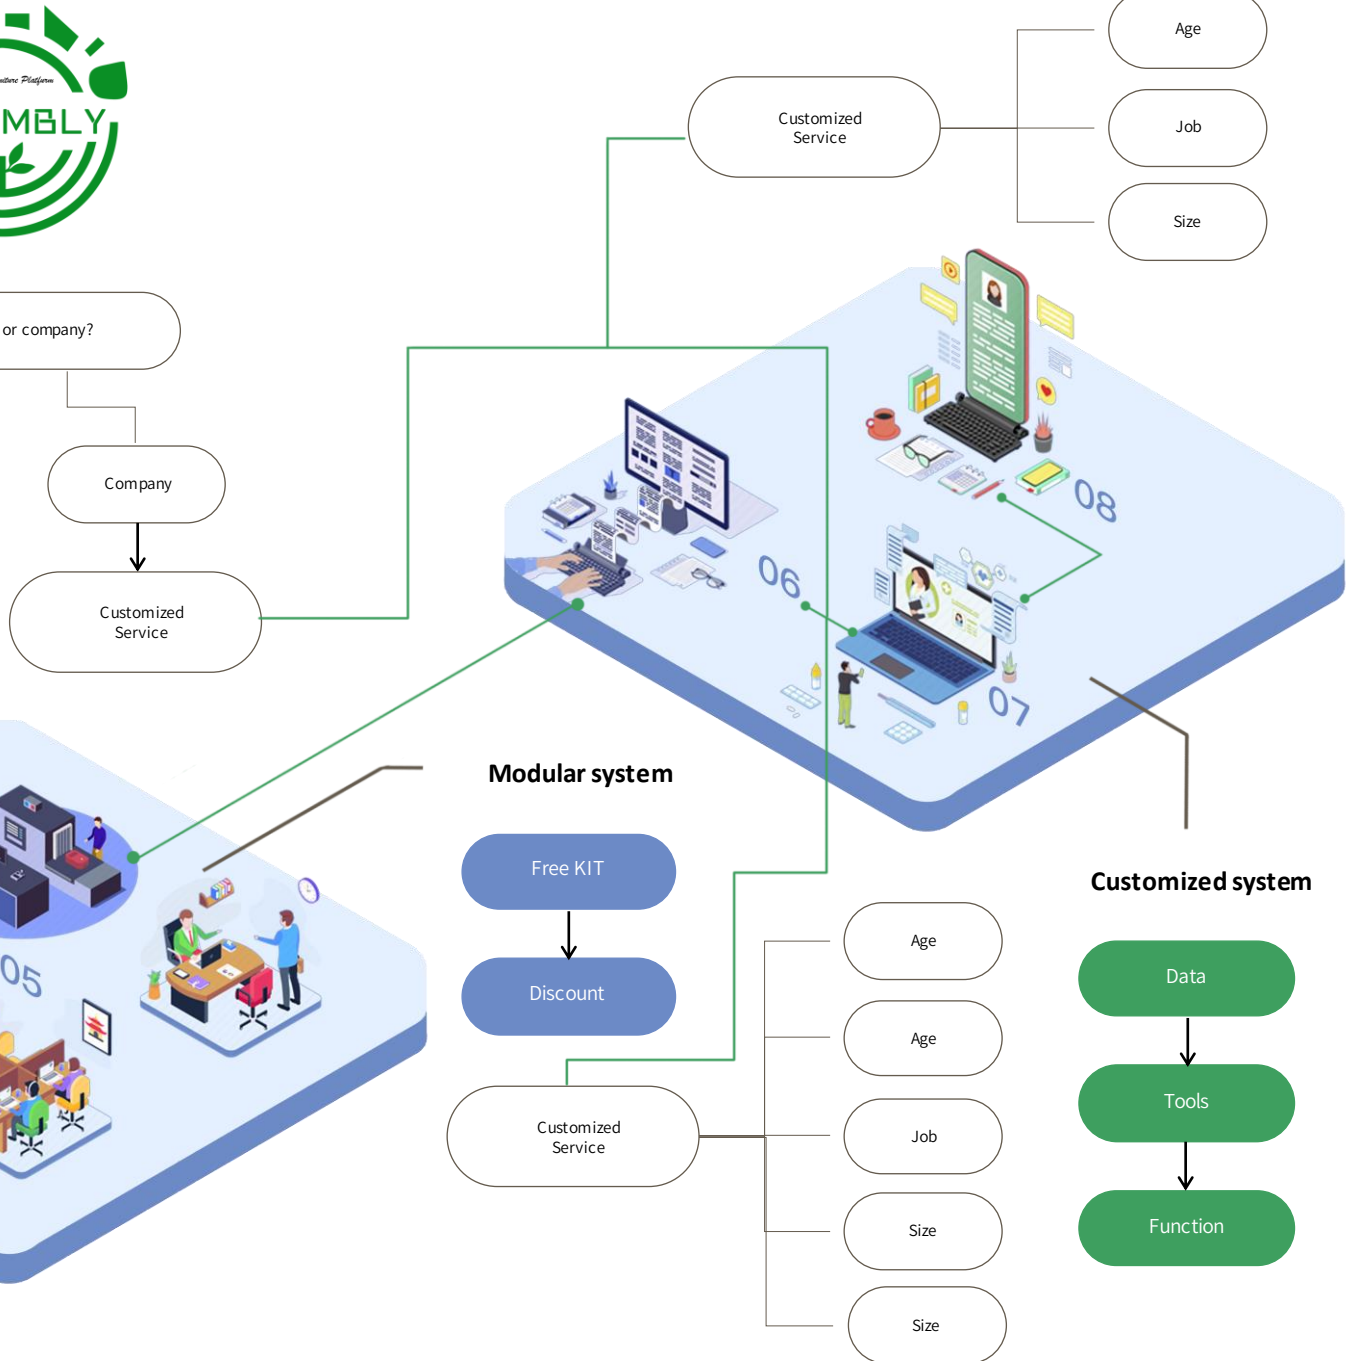 Age
Platform
Customized
Service
MBLY
Job
Size
or company?
Company
08
06
Customized
Service
07
Modular system
Free KIT
Customized system
Age
05
Data
Discount
Age
Tools
Customized
Service
Job
Size
Function
Size